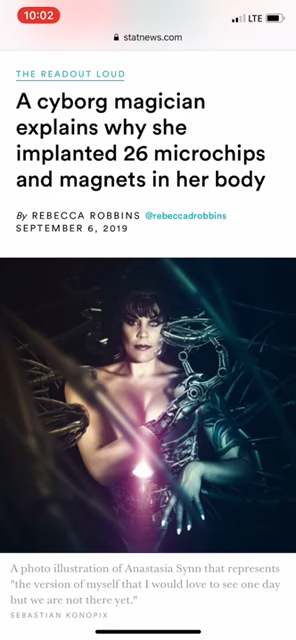 10:02
LTE
statnews.com
THE READOUT LOUD
A cyborg magician
explains why she
implanted 26 microchips
and magnets in her body
By REBECCA ROBBINS @rebeccadrobbins
SEPTEMBER 6, 2019
A photo illustration of Anastasia Synn that represents
"the version of myself that I would love to see one day
but we are not there yet."
SEBASTIAN KONOPIX